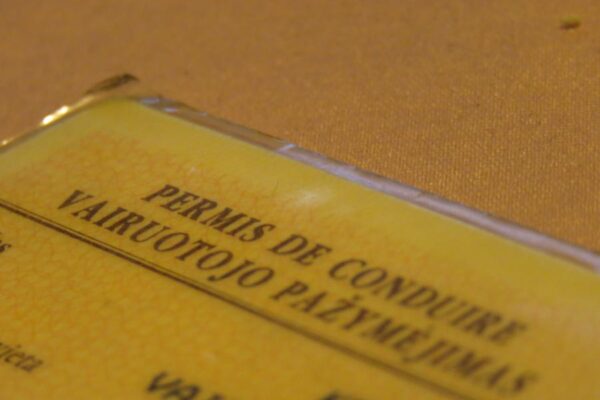 PERMIS DE CONDUIRE
VAIRUOTOJO PAŽYMĖJIMAS